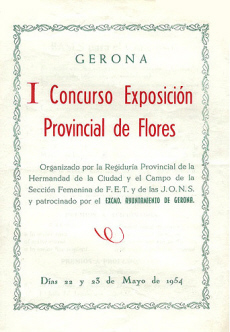 GERONA
I Concurso Exposición
Provincial de Flores
Organizado por la Regiduría Provincial de la
Hermandad de la Ciudad y el Campo de la
Sección Femenina de F.E.T. y de las J.O.N.S.
y patrocinado por el EXCMO. AYUNTAMIENTO DE GERONA.
Días 22 y 23 de Mayo de 1954